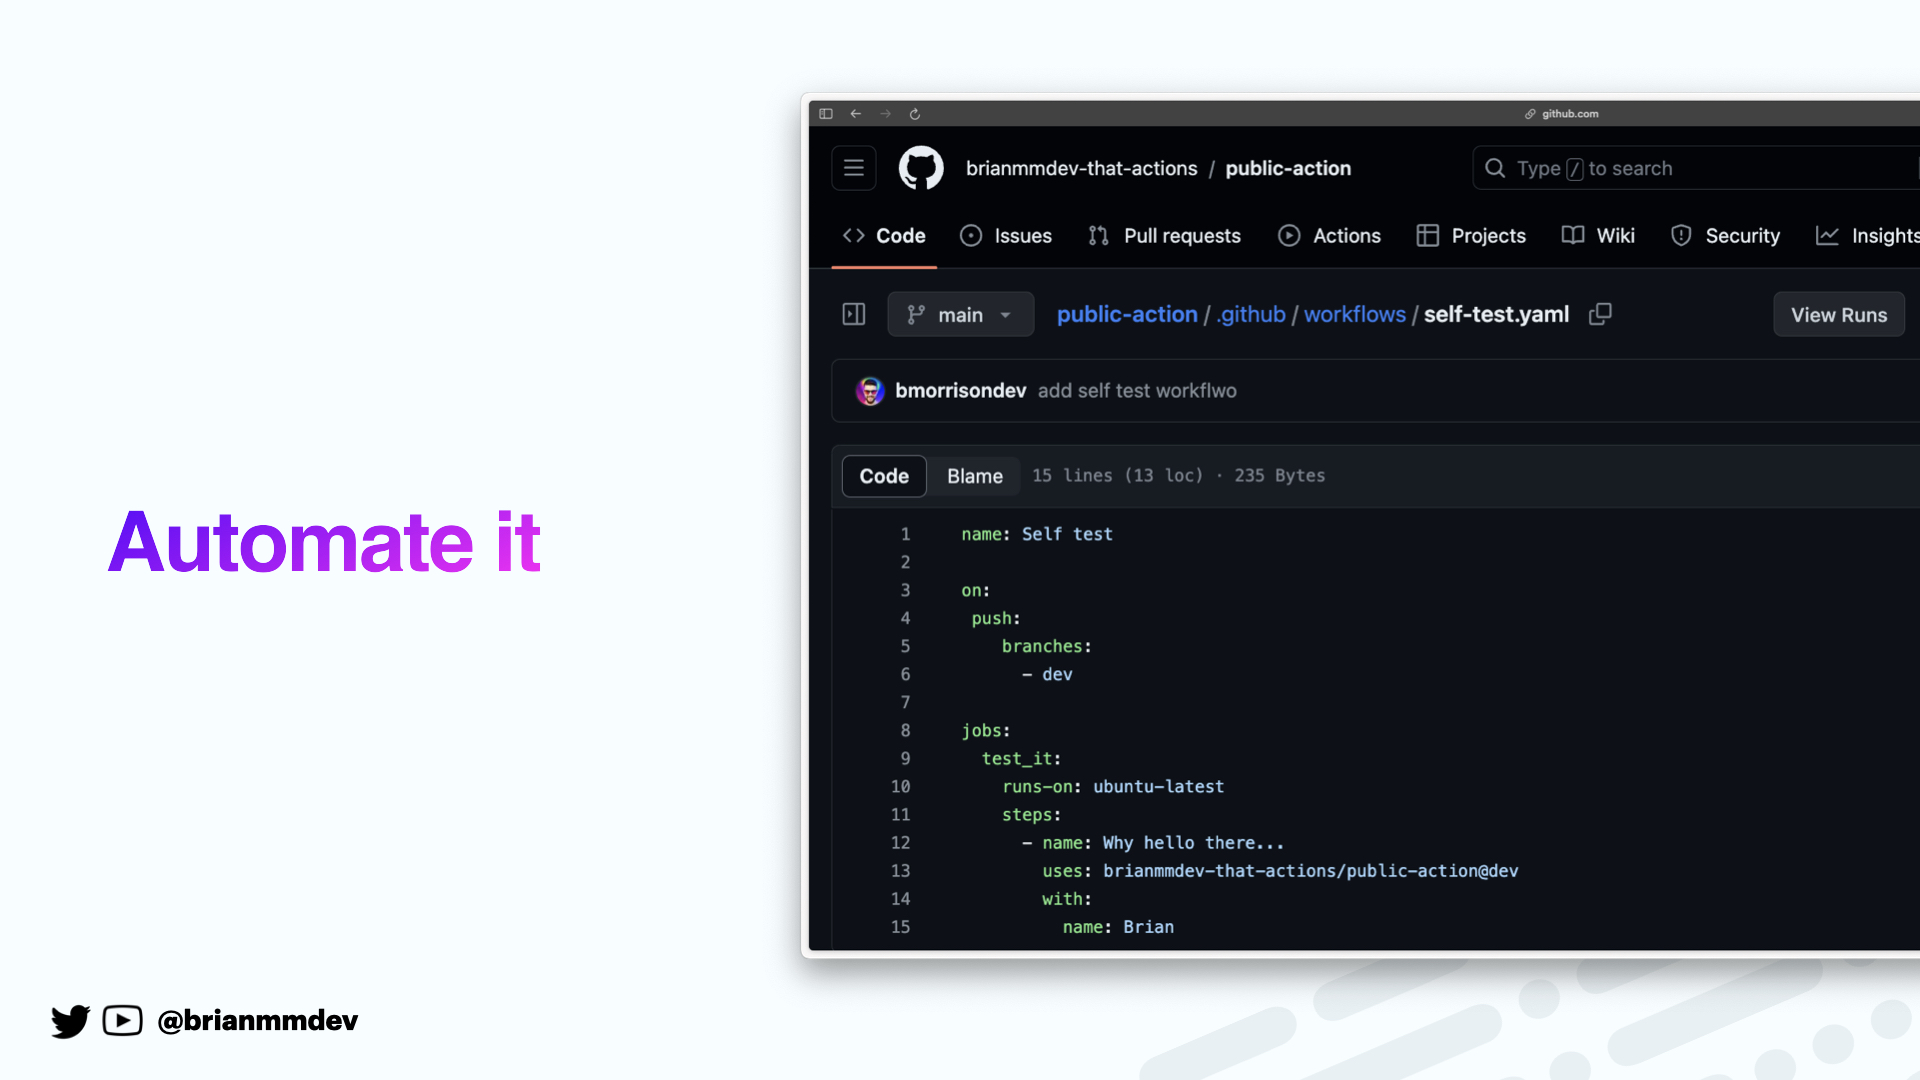 Automate it
github.com
brianmmdev-that-actions / public-action
Type / to search
Code Issues Pull requests Actions Projects Wiki Security Insights
main public-action / .github / workflows / self-test.yaml View Runs
bmorrisondev add self test workflwo
Code Blame 15 lines (13 loc) · 235 Bytes
1 name: Self test
2
3 on:
4 push:
5 branches:
6 - dev
7
8 jobs:
9 test_it:
10 runs-on: ubuntu-latest
11 steps:
12 - name: Why hello there...
13 uses: brianmmdev-that-actions/public-action@dev
14 with:
15 name: Brian
@brianmmdev